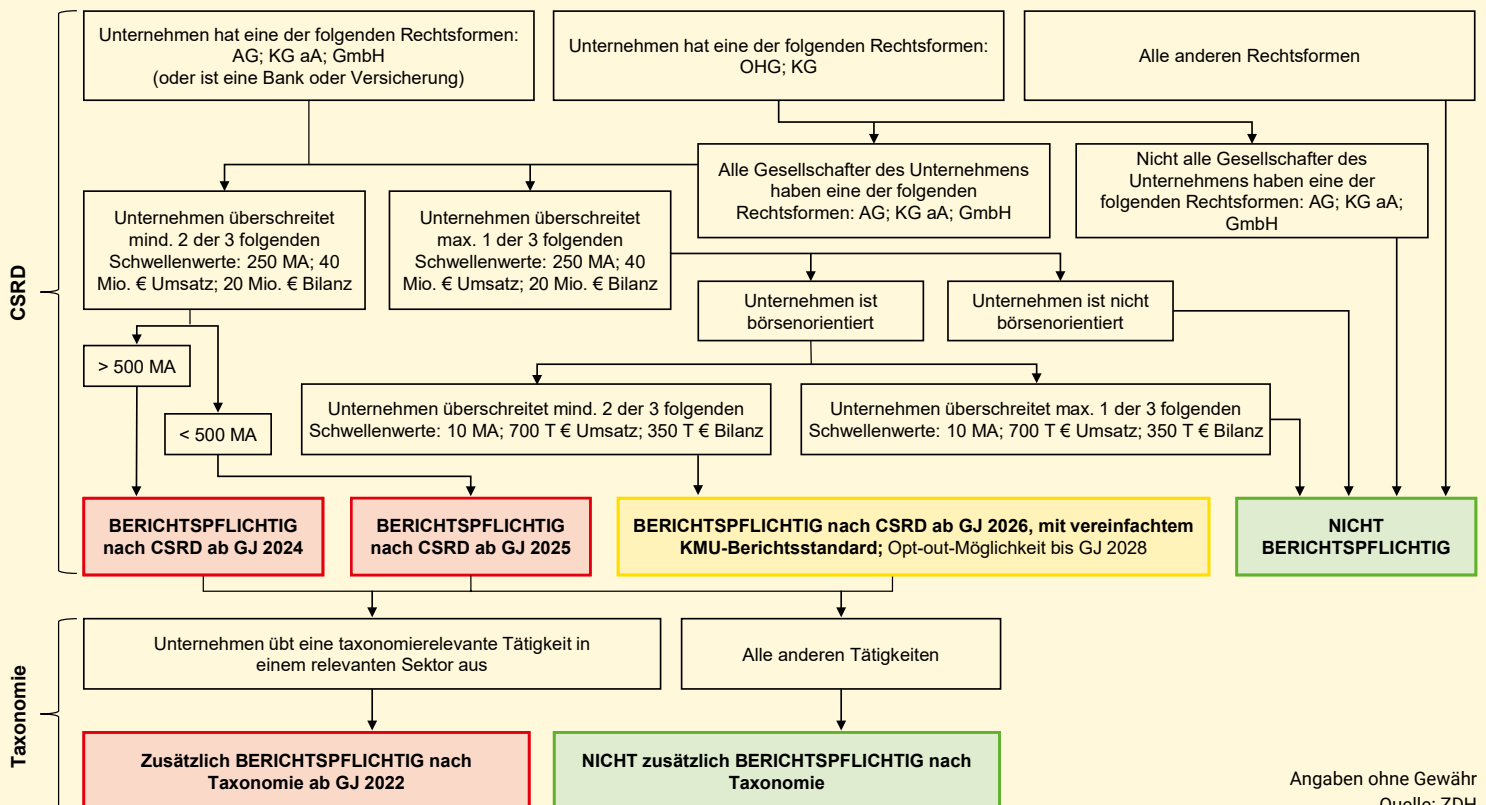 Unternehmen hat eine der folgenden Rechtsformen:
AG; KG aA; GmbH
(oder ist eine Bank oder Versicherung)
Unternehmen hat eine der folgenden Rechtsformen:
OHG; KG
Alle anderen Rechtsformen
Alle Gesellschafter des Unternehmens
haben eine der folgenden
Rechtsformen: AG; KG aA; GmbH
Nicht alle Gesellschafter des
Unternehmens haben eine der
folgenden Rechtsformen: AG; KG aA;
GmbH
Unternehmen überschreitet
mind. 2 der 3 folgenden
Schwellenwerte: 250 MA; 40
Mio. € Umsatz; 20 Mio. € Bilanz
Unternehmen überschreitet
max. 1 der 3 folgenden
Schwellenwerte: 250 MA; 40
Mio. € Umsatz; 20 Mio. € Bilanz
CSRD
Unternehmen ist
börsenorientiert
Unternehmen ist nicht
börsenorientiert
> 500 MA
< 500 MA
Unternehmen überschreitet mind. 2 der 3 folgenden
Schwellenwerte: 10 MA; 700 T € Umsatz; 350 T € Bilanz
Unternehmen überschreitet max. 1 der 3 folgenden
Schwellenwerte: 10 MA; 700 T € Umsatz; 350 T € Bilanz
BERICHTSPFLICHTIG
nach CSRD ab GJ 2024
BERICHTSPFLICHTIG
nach CSRD ab GJ 2025
BERICHTSPFLICHTIG nach CSRD ab GJ 2026, mit vereinfachtem
KMU-Berichtsstandard; Opt-out-Möglichkeit bis GJ 2028
NICHT
BERICHTSPFLICHTIG
Taxonomie
Unternehmen übt eine taxonomierelevante Tätigkeit in
einem relevanten Sektor aus
Alle anderen Tätigkeiten
Zusätzlich BERICHTSPFLICHTIG nach
Taxonomie ab GJ 2022
NICHT zusätzlich BERICHTSPFLICHTIG nach
Taxonomie
Angaben ohne Gewähr
Quelle: ZDH